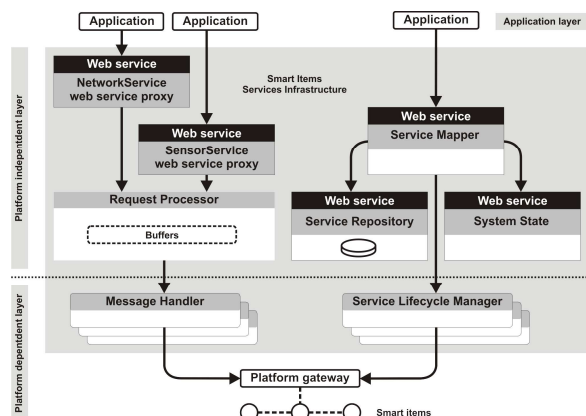 Application
Application
Application
Application layer
Web service
NetworkService
web service proxy
Smart Items
Services Infrastructure
Web service
SensorService
web service proxy
Web service
Service Mapper
Request Processor
Buffers
Web service
Service Repository
Web service
System State
Platform indepentdent layer
Message Handler
Service Lifecycle Manager
Platform depentdent layer
Platform gateway
Smart items